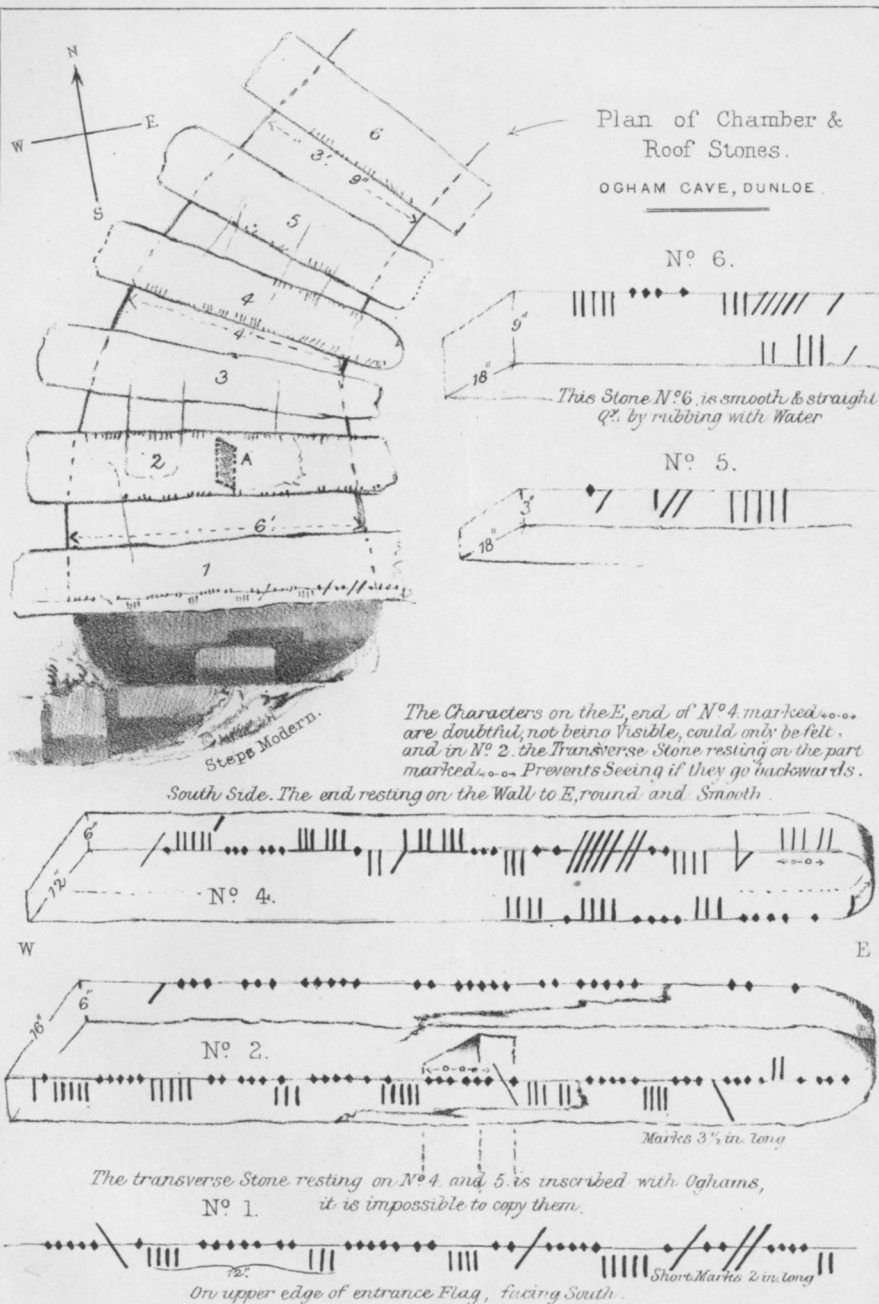 N
W E
S
Plan of Chamber &
Roof Stones.
OGHAM CAVE, DUNLOE.
6
3' 9"
5
4
4'
3
2 A
6'
1
Steps Modern.
Nº 6.
9"
18"
This Stone Nº 6. is smooth & straight
Qy. by rubbing with Water
Nº 5.
3"
18"
The Characters on the E, end of Nº 4. marked
are doubtful, not being Visible, could only be felt.
and in Nº 2. the Transverse Stone resting on the part
marked Prevents Seeing if they go backwards.
South Side. The end resting on the Wall to E, round and Smooth.
6"
12"
Nº 4.
W E
6"
16"
Nº 2.
Marks 3½ in. long
The transverse Stone resting on Nº 4 and 5 is inscribed with Oghams,
it is impossible to copy them.
Nº 1.
12"
Short Marks 2 in. long
On upper edge of entrance Flag, facing South.